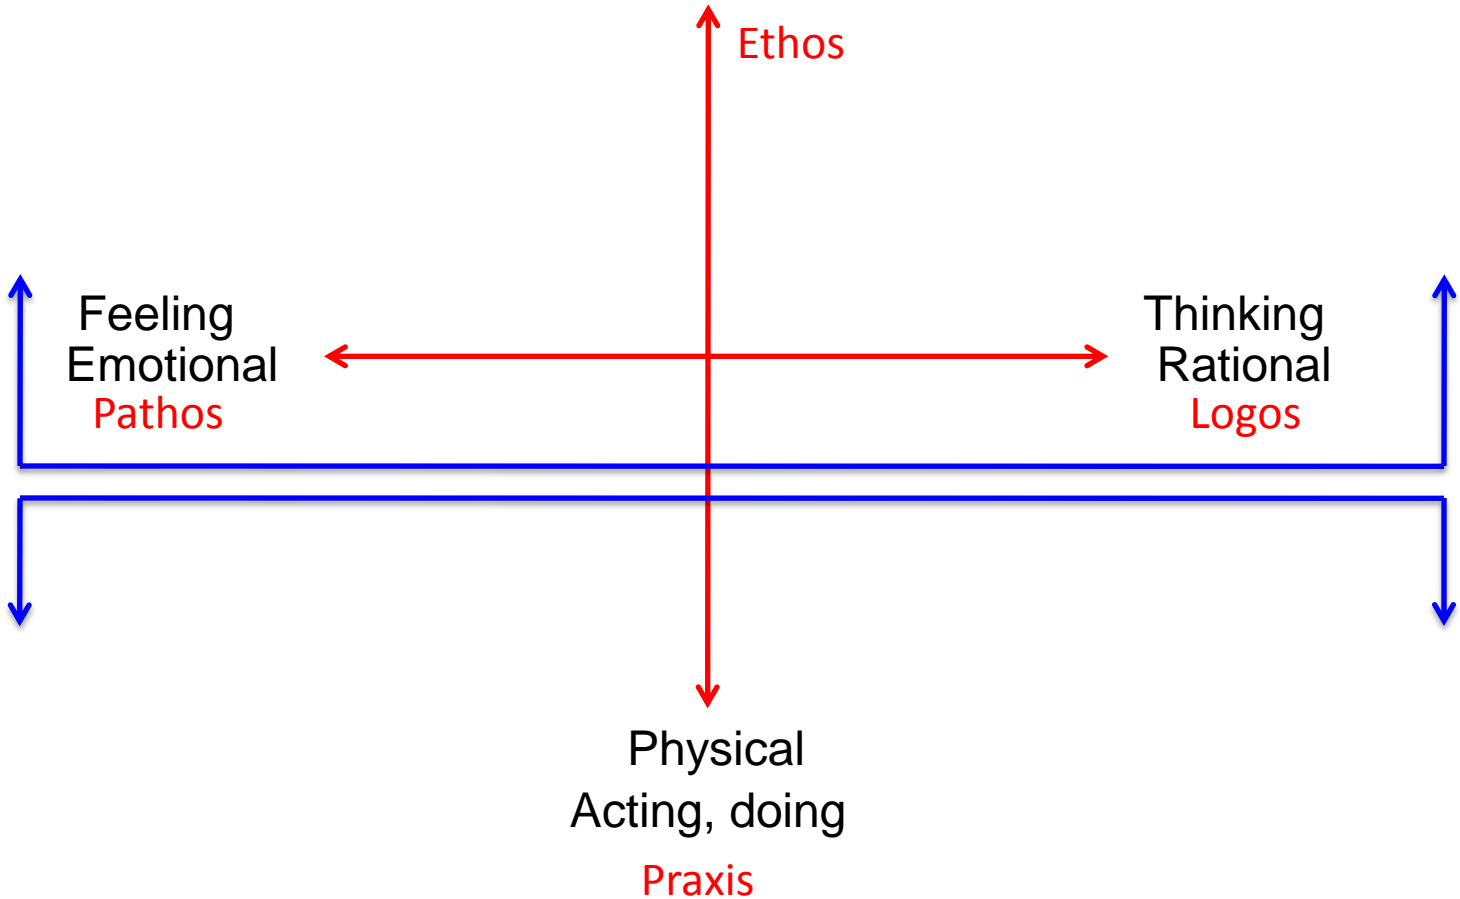 Ethos
Feeling
Emotional
Pathos
Thinking
Rational
Logos
Physical
Acting, doing
Praxis